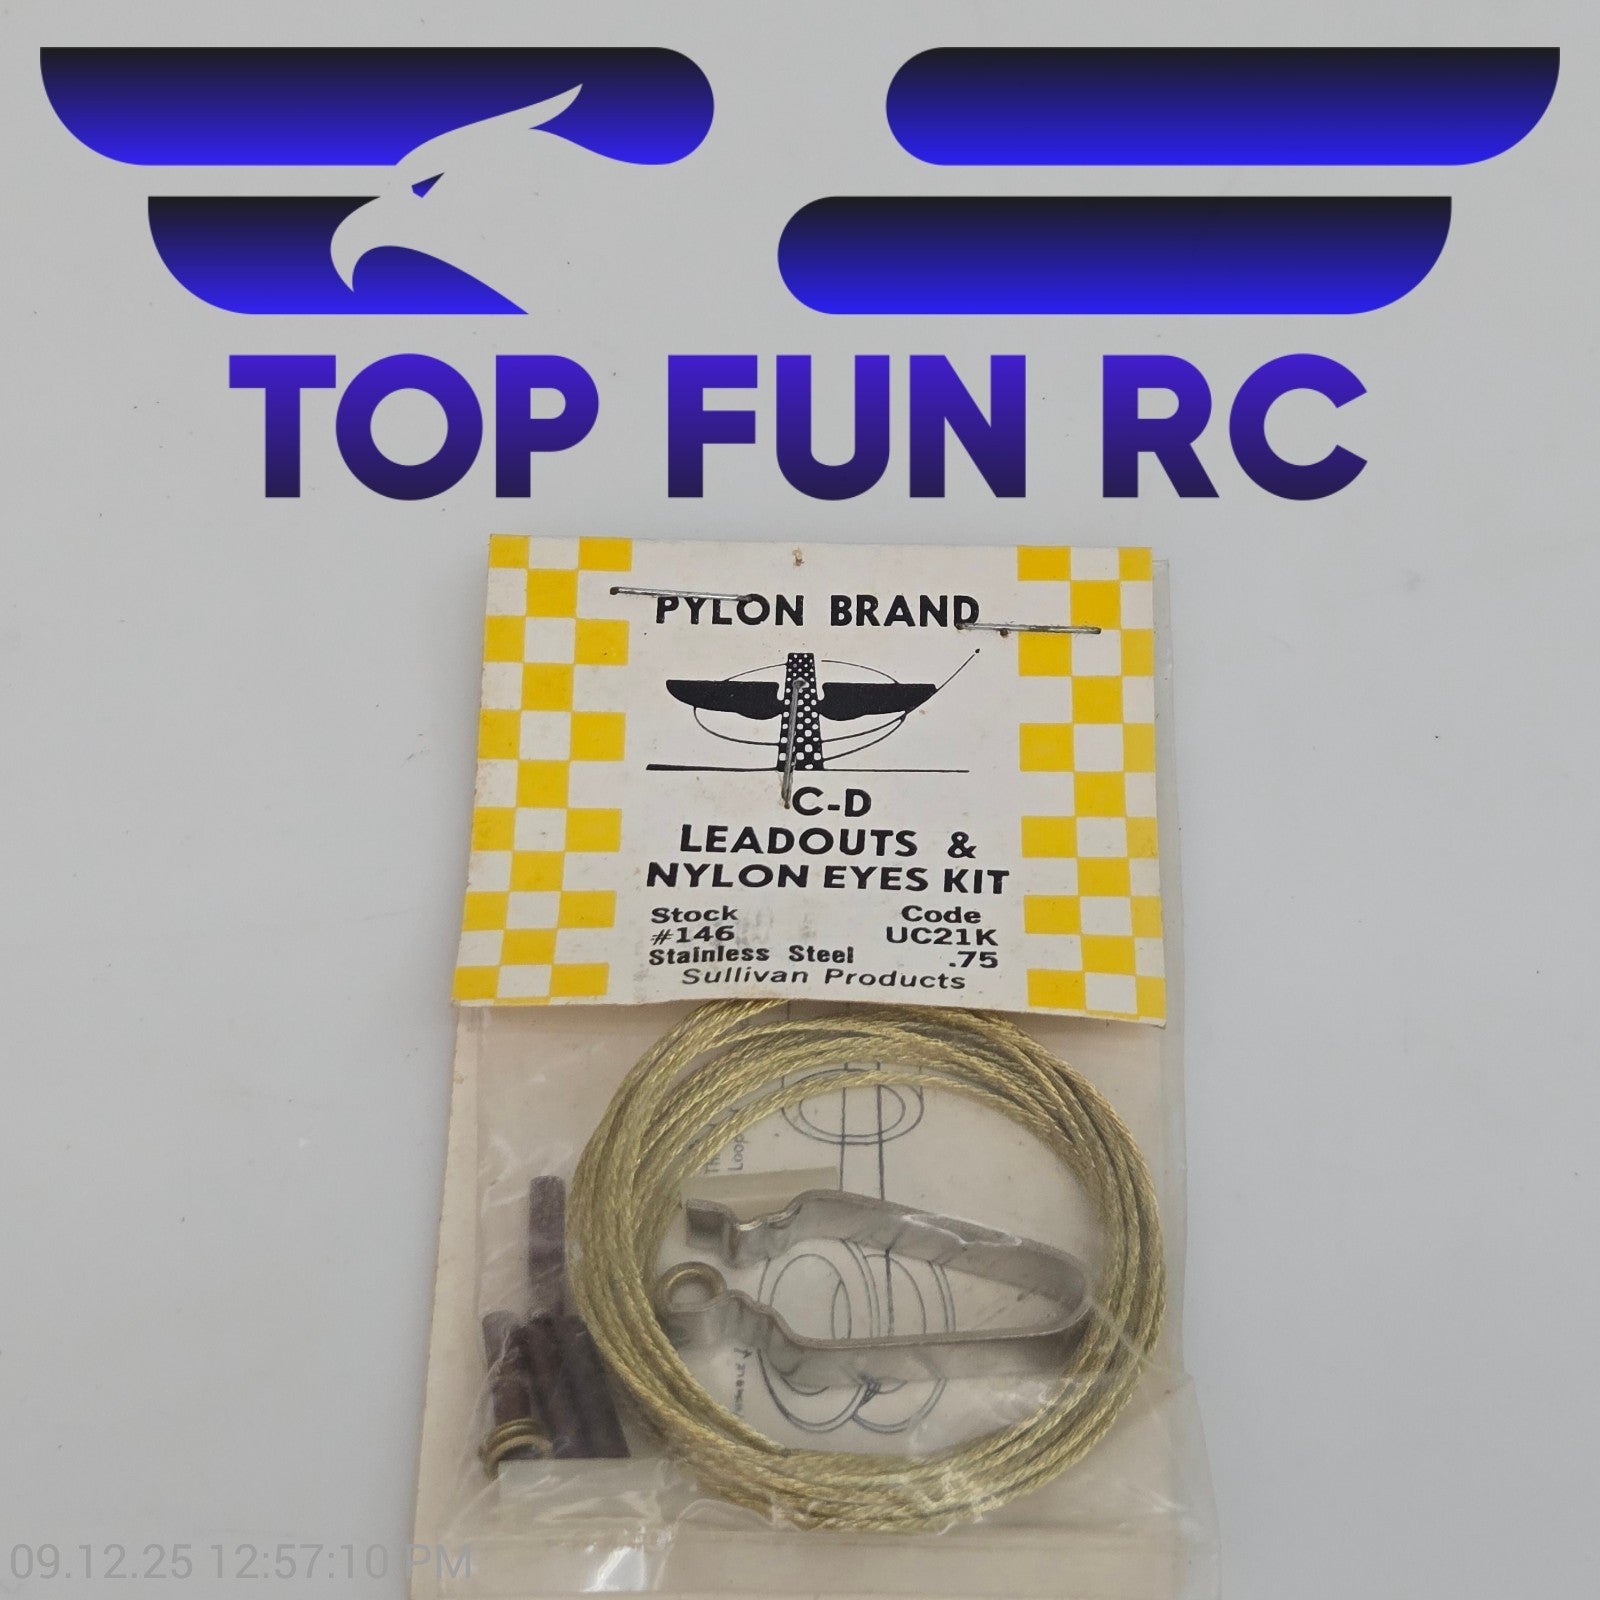 TOP FUN RC
PYLON BRAND
C-D
LEADOUTS &
NYLON EYES KIT
Stock Code
#146 UC21K
Stainless Steel .75
Sullivan Products
Loop
09.12.25 12:57:10 PM